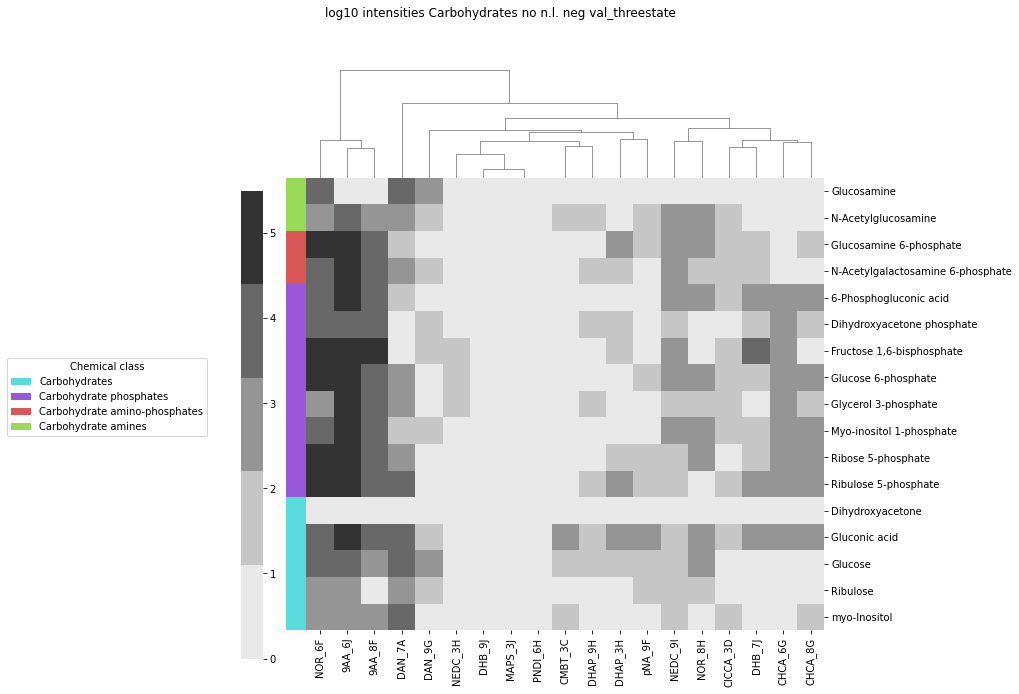 log10 intensities Carbohydrates no n.l. neg val_threestate
Glucosamine
N-Acetylglucosamine
Glucosamine 6-phosphate
N-Acetylgalactosamine 6-phosphate
6-Phosphogluconic acid
Dihydroxyacetone phosphate
Fructose 1,6-bisphosphate
Glucose 6-phosphate
Glycerol 3-phosphate
Myo-inositol 1-phosphate
Ribose 5-phosphate
Ribulose 5-phosphate
Dihydroxyacetone
Gluconic acid
Glucose
Ribulose
myo-Inositol
5
4
3
2
1
0
Chemical class
Carbohydrates
Carbohydrate phosphates
Carbohydrate amino-phosphates
Carbohydrate amines
NOR_6F
9AA_6J
9AA_8F
DAN_7A
DAN_9G
NEDC_3H
DHB_9J
MAPS_3J
PNDI_6H
CMBT_3C
DHAP_9H
DHAP_3H
pNA_9F
NEDC_9I
NOR_8H
ClCCA_3D
DHB_7J
CHCA_6G
CHCA_8G